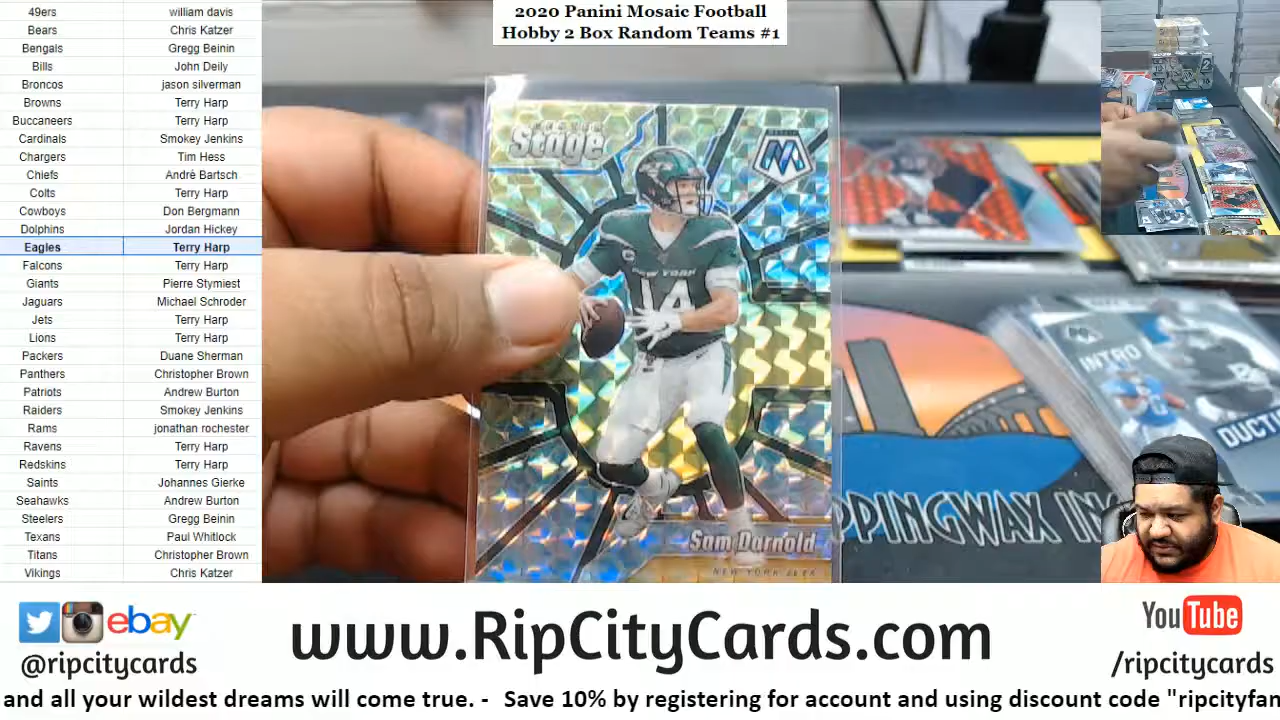 2020 Panini Mosaic Football
Hobby 2 Box Random Teams #1
49ers william davis
Bears Chris Katzer
Bengals Gregg Beinin
Bills John Deily
Broncos jason silverman
Browns Terry Harp
Buccaneers Terry Harp
Cardinals Smokey Jenkins
Chargers Tim Hess
Chiefs Andrè Bartsch
Colts Terry Harp
Cowboys Don Bergmann
Dolphins Jordan Hickey
Eagles Terry Harp
Falcons Terry Harp
Giants Pierre Stymiest
Jaguars Michael Schroder
Jets Terry Harp
Lions Terry Harp
Packers Duane Sherman
Panthers Christopher Brown
Patriots Andrew Burton
Raiders Smokey Jenkins
Rams jonathan rochester
Ravens Terry Harp
Redskins Terry Harp
Saints Johannes Gierke
Seahawks Andrew Burton
Steelers Gregg Beinin
Texans Paul Whitlock
Titans Christopher Brown
Vikings Chris Katzer
Stage
MOSAIC
M
NEW YORK
14
Sam Darnold
NEW YORK JETS
INTRO
DUCTI
PPINGWAX IN
ebay
@ripcitycards
www.RipCityCards.com
YouTube
/ripcitycards
and all your wildest dreams will come true. - Save 10% by registering for account and using discount code "ripcityfan